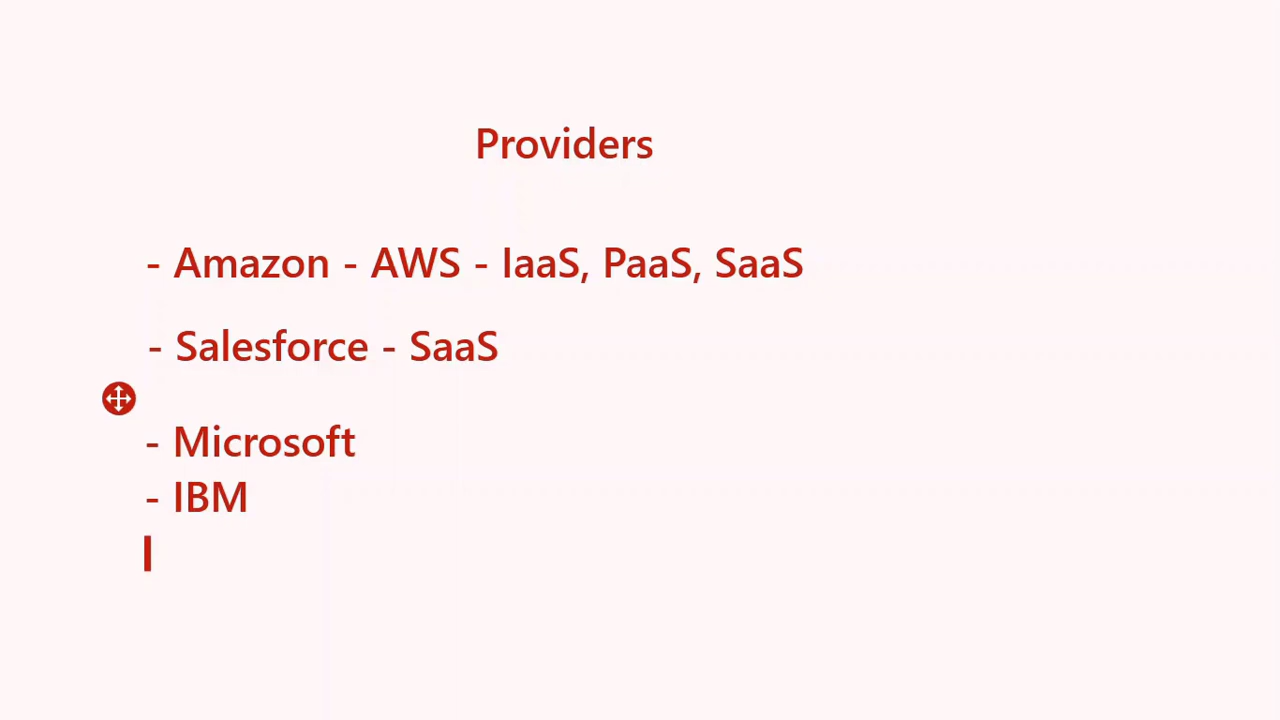 Providers
- Amazon - AWS - IaaS, PaaS, SaaS
- Salesforce - SaaS
- Microsoft
- IBM